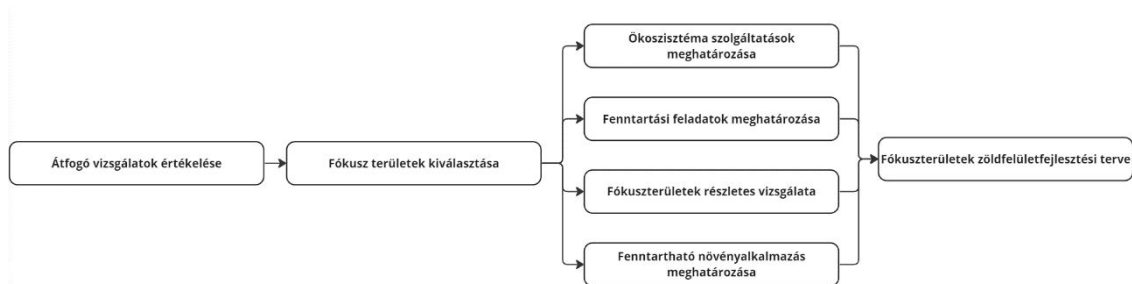 Átfogó vizsgálatok értékelése
Fókusz területek kiválasztása
Ökoszisztéma szolgáltatások
meghatározása
Fenntartási feladatok meghatározása
Fókuszterületek részletes vizsgálata
Fenntartható növényalkalmazás
meghatározása
Fókuszterületek zöldfelületfejlesztési terve